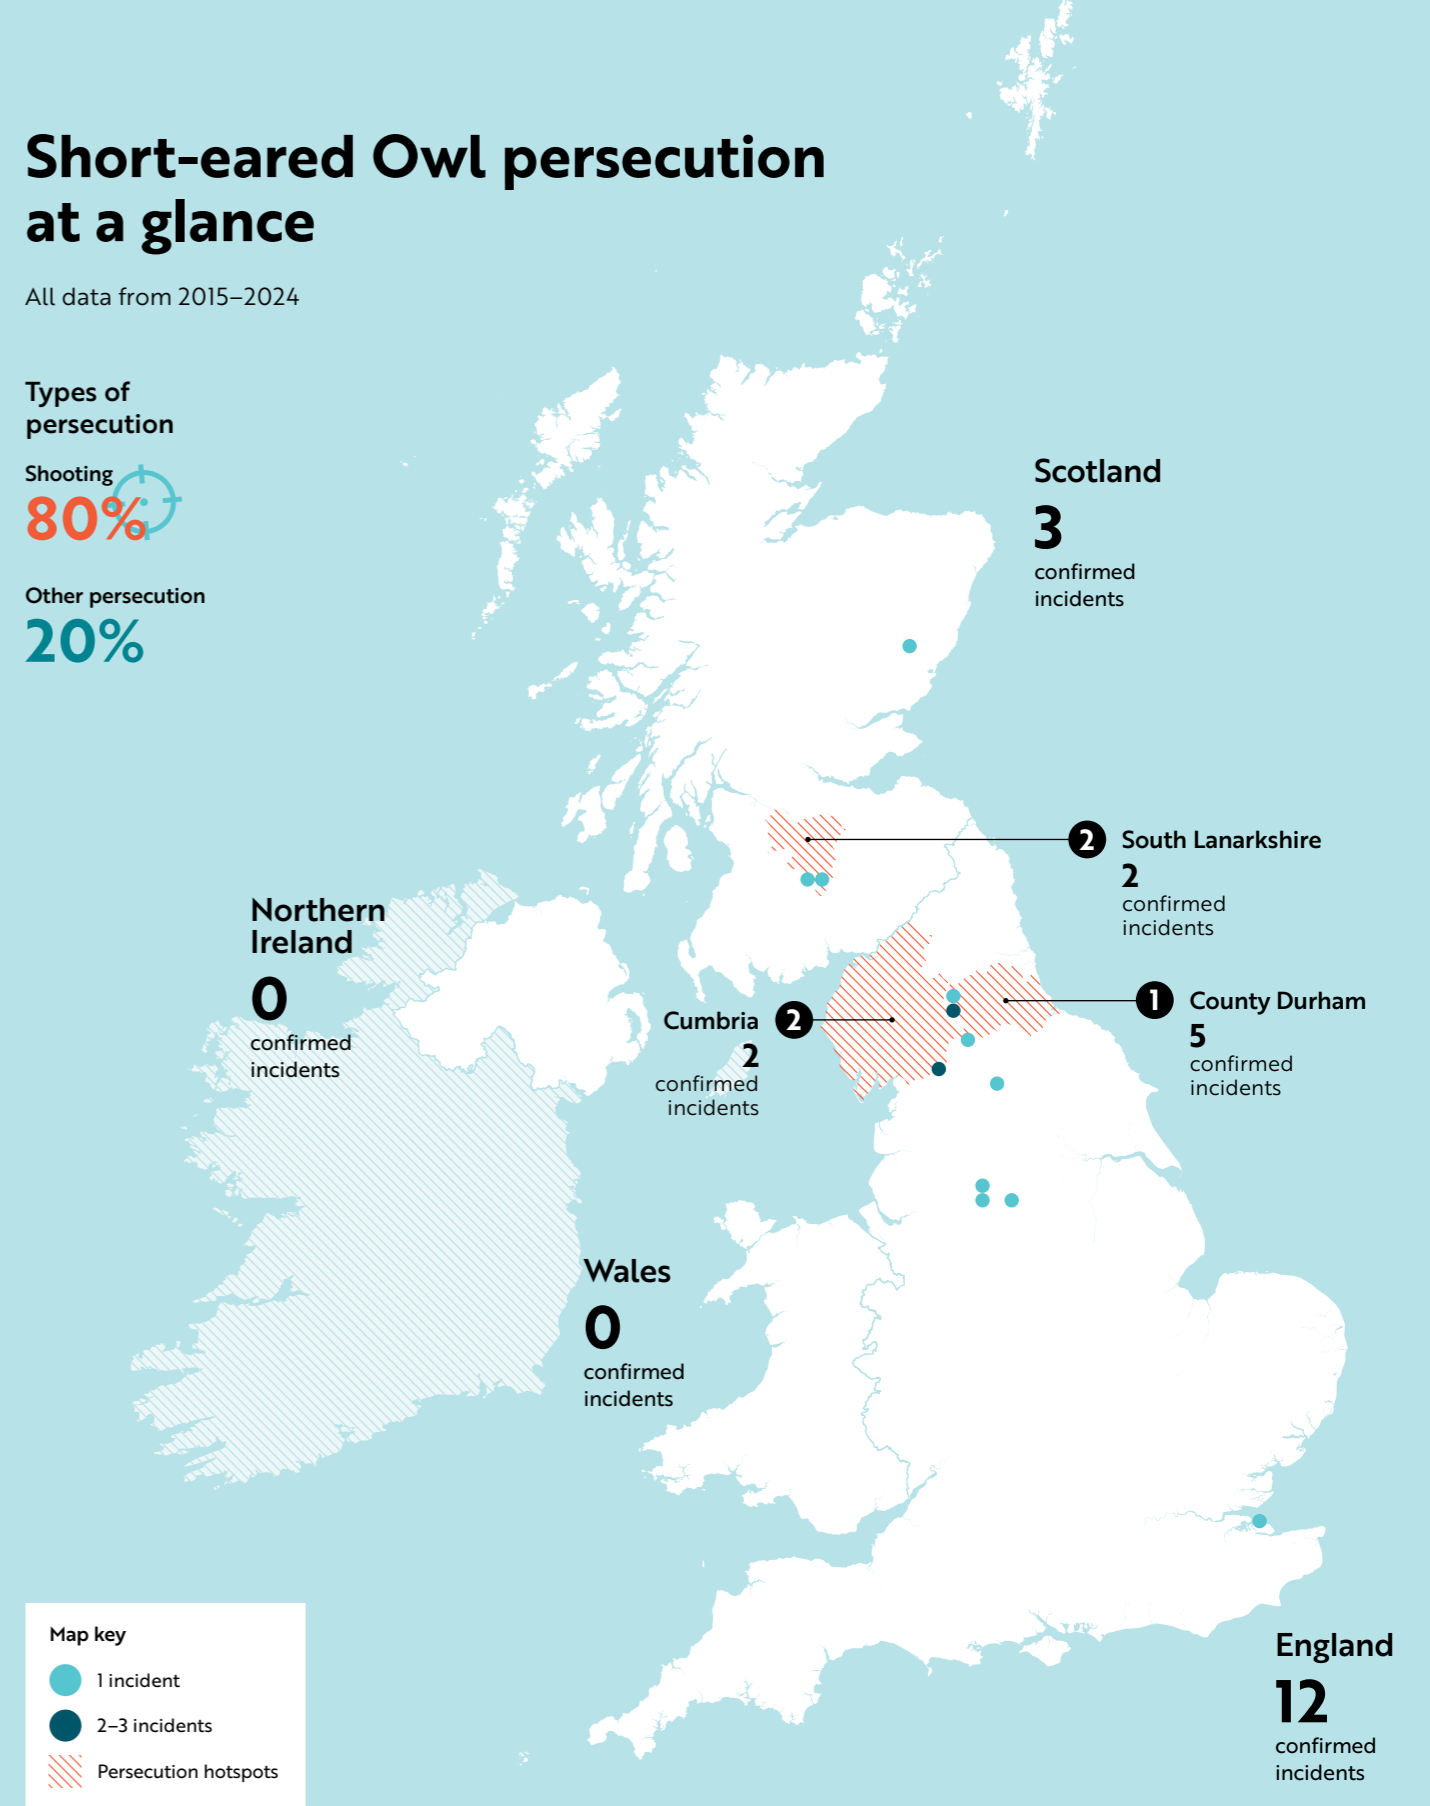 Short-eared Owl persecution
at a glance
All data from 2015–2024
Types of
persecution
Shooting
80%
Other persecution
20%
Scotland
3
confirmed
incidents
2
South Lanarkshire
2
confirmed
incidents
Northern
Ireland
0
confirmed
incidents
Cumbria
2
2
confirmed
incidents
1
County Durham
5
confirmed
incidents
Wales
0
confirmed
incidents
England
12
confirmed
incidents
Map key
1 incident
2–3 incidents
Persecution hotspots